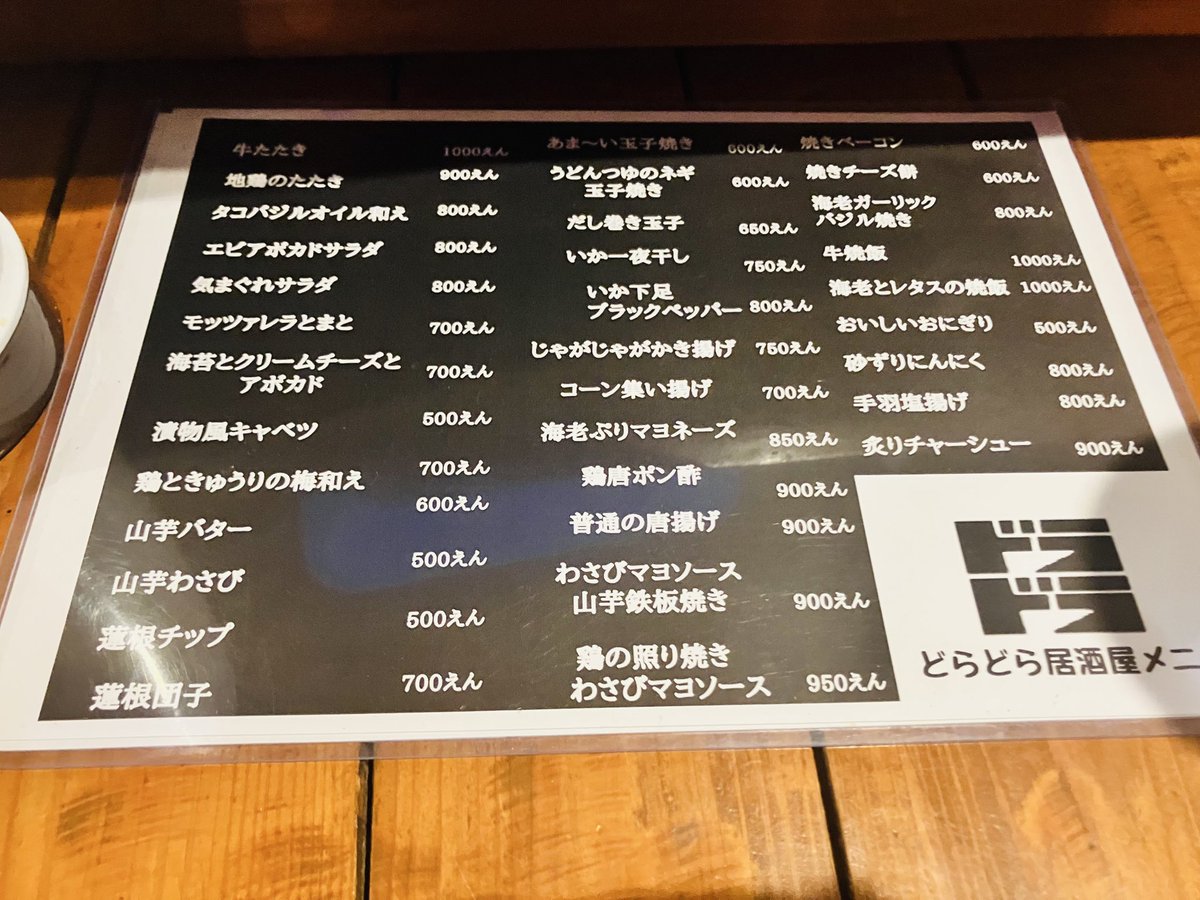 牛たたき 1000えん
地鶏のたたき 900えん
タコバジルオイル和え 800えん
エビアボカドサラダ 800えん
気まぐれサラダ 800えん
モッツァレラとまと 700えん
海苔とクリームチーズと
アボカド 700えん
漬物風キャベツ 500えん
鶏ときゅうりの梅和え 700えん
山芋バター 600えん
山芋わさび 500えん
蓮根チップ 500えん
蓮根団子 700えん
あま～い玉子焼き 600えん
うどんつゆのネギ
玉子焼き 600えん
だし巻き玉子 650えん
いか一夜干し 750えん
いか下足
ブラックペッパー 800えん
じゃがじゃがかき揚げ 750えん
コーン集い揚げ 700えん
海老ぷりマヨネーズ 850えん
鶏唐ポン酢 900えん
普通の唐揚げ 900えん
わさびマヨソース
山芋鉄板焼き 900えん
鶏の照り焼き
わさびマヨソース 950えん
焼きベーコン 600えん
焼きチーズ餅 600えん
海老ガーリック
バジル焼き 800えん
牛焼飯 1000えん
海老とレタスの焼飯 1000えん
おいしいおにぎり 500えん
砂ずりにんにく 800えん
手羽塩揚げ 800えん
炙りチャーシュー 900えん
ドラ
ドラ
どらどら居酒屋メニ